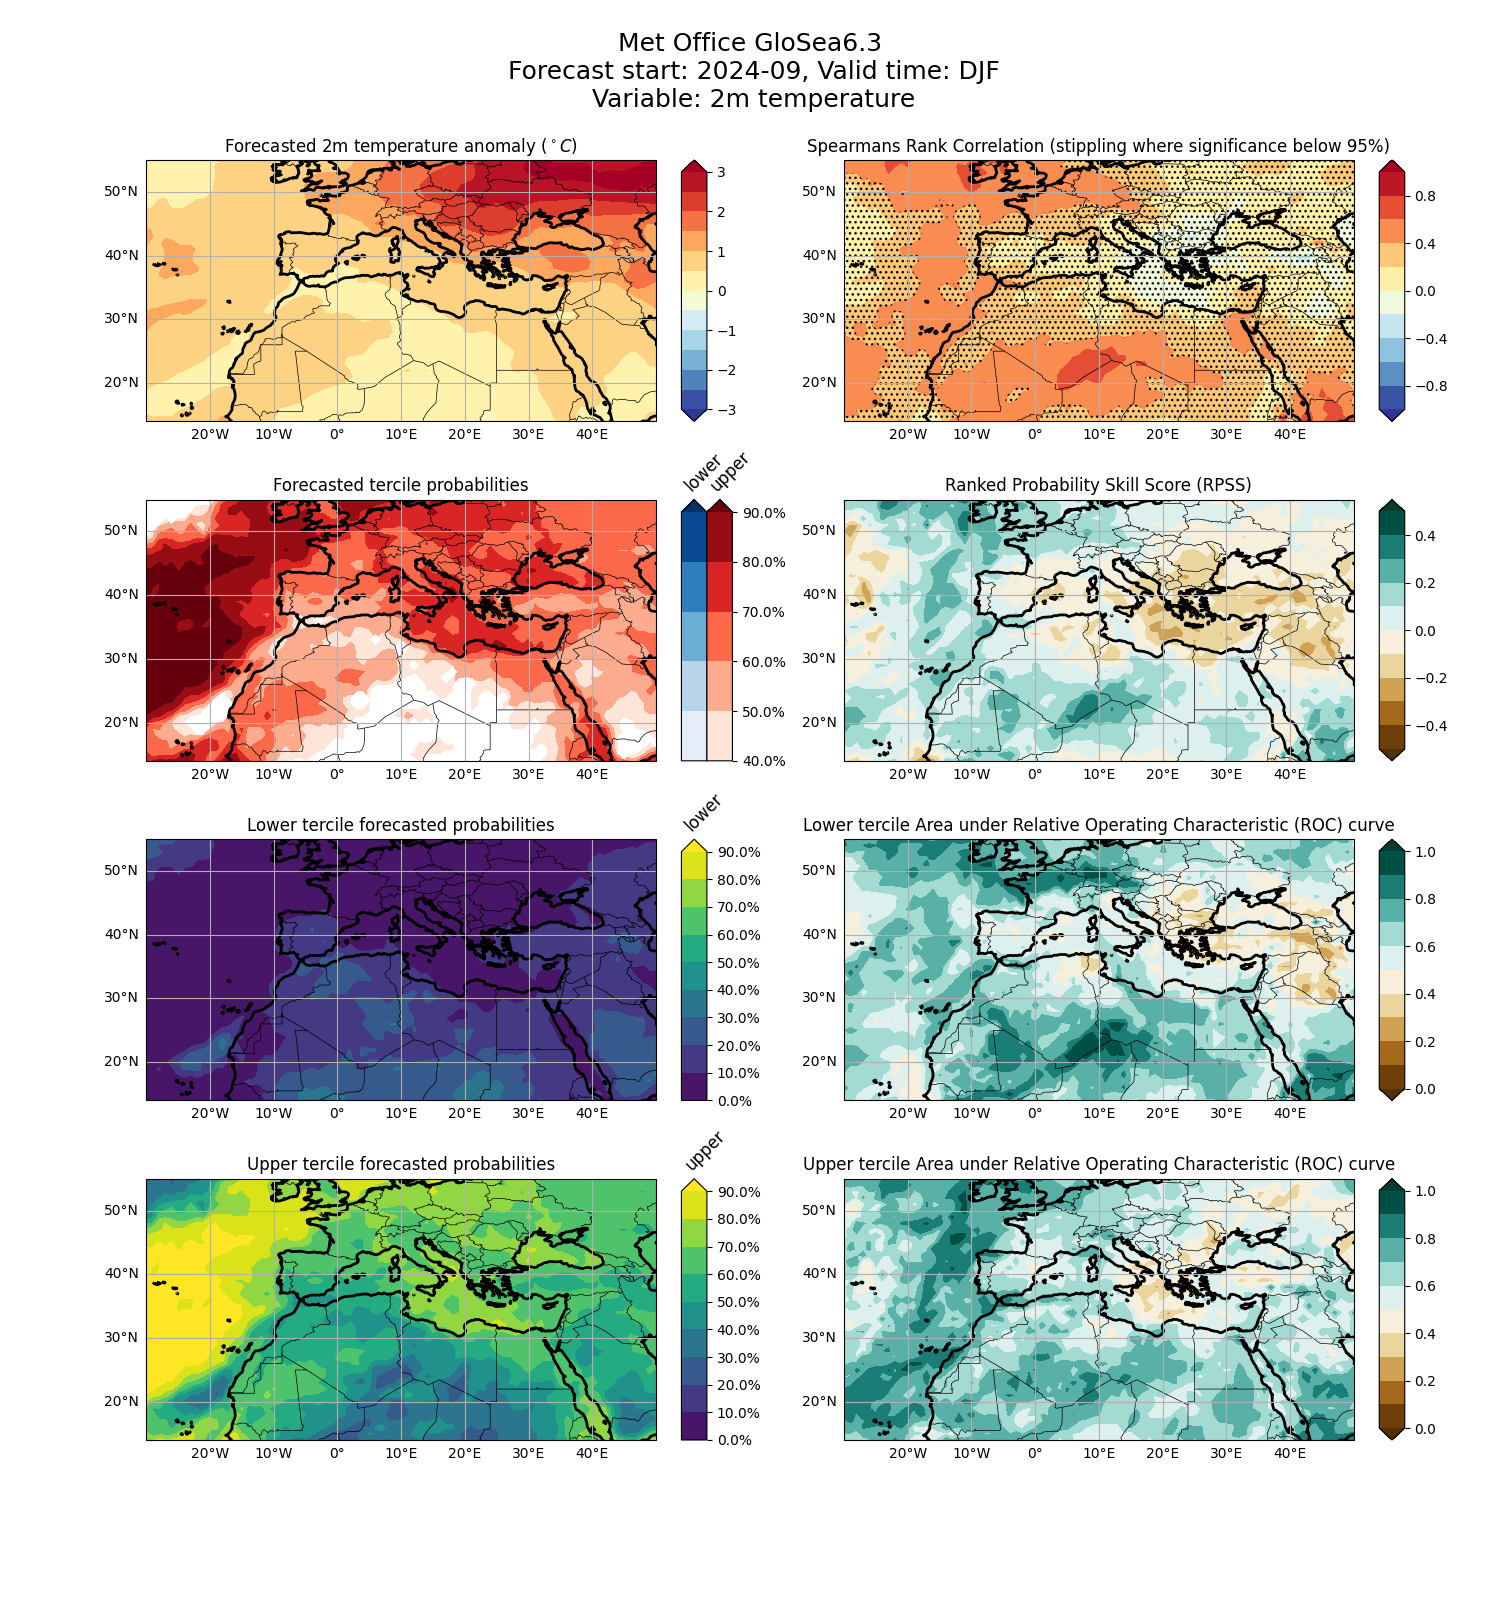 Met Office GloSea6.3
Forecast start: 2024-09, Valid time: DJF
Variable: 2m temperature
Forecasted 2m temperature anomaly (°C)
50°N
40°N
30°N
20°N
20°W 10°W 0° 10°E 20°E 30°E 40°E
3
2
1
0
−1
−2
−3
Spearmans Rank Correlation (stippling where significance below 95%)
50°N
40°N
30°N
20°N
20°W 10°W 0° 10°E 20°E 30°E 40°E
0.8
0.4
0.0
−0.4
−0.8
Forecasted tercile probabilities
50°N
40°N
30°N
20°N
20°W 10°W 0° 10°E 20°E 30°E 40°E
lower upper
90.0%
80.0%
70.0%
60.0%
50.0%
40.0%
Ranked Probability Skill Score (RPSS)
50°N
40°N
30°N
20°N
20°W 10°W 0° 10°E 20°E 30°E 40°E
0.4
0.2
0.0
−0.2
−0.4
Lower tercile forecasted probabilities
50°N
40°N
30°N
20°N
20°W 10°W 0° 10°E 20°E 30°E 40°E
lower
90.0%
80.0%
70.0%
60.0%
50.0%
40.0%
30.0%
20.0%
10.0%
0.0%
Lower tercile Area under Relative Operating Characteristic (ROC) curve
50°N
40°N
30°N
20°N
20°W 10°W 0° 10°E 20°E 30°E 40°E
1.0
0.8
0.6
0.4
0.2
0.0
Upper tercile forecasted probabilities
50°N
40°N
30°N
20°N
20°W 10°W 0° 10°E 20°E 30°E 40°E
upper
90.0%
80.0%
70.0%
60.0%
50.0%
40.0%
30.0%
20.0%
10.0%
0.0%
Upper tercile Area under Relative Operating Characteristic (ROC) curve
50°N
40°N
30°N
20°N
20°W 10°W 0° 10°E 20°E 30°E 40°E
1.0
0.8
0.6
0.4
0.2
0.0